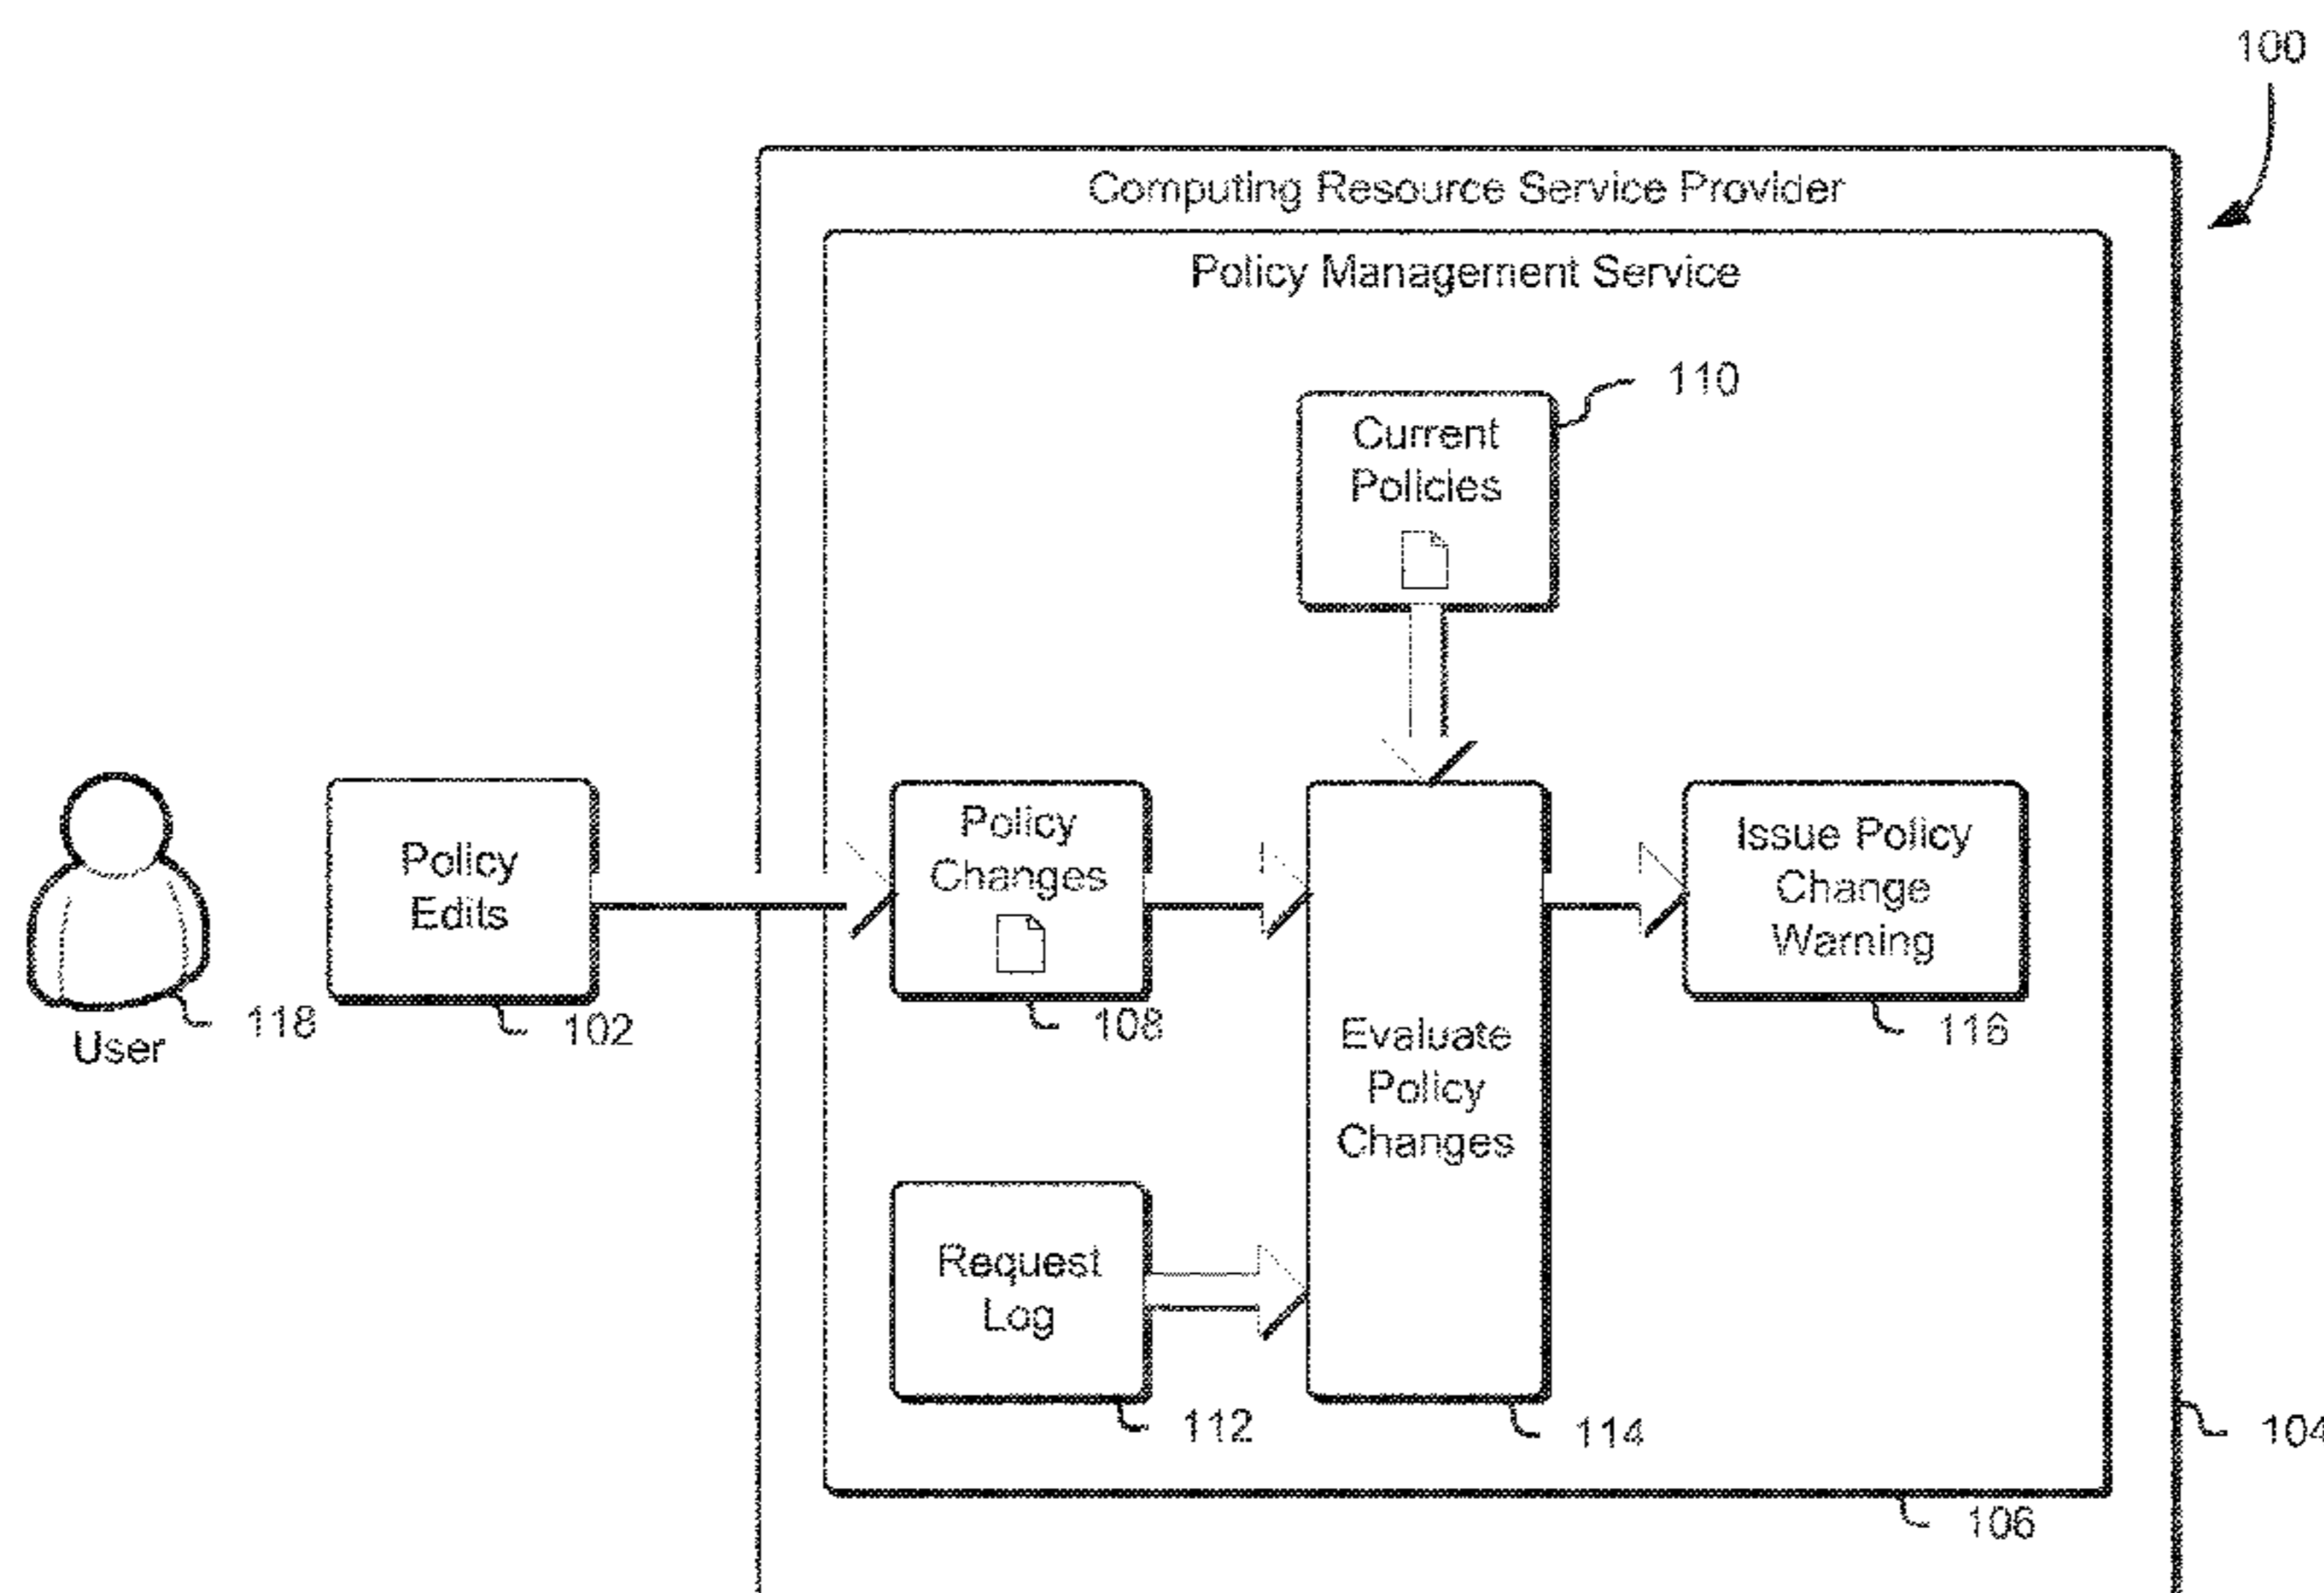 100
Computing Resource Service Provider
Policy Management Service
110
Current
Policies
Policy
Edits
Policy
Changes
Issue Policy
Change
Warning
118
User
102
108
116
Evaluate
Policy
Changes
Request
Log
112
114
104
106